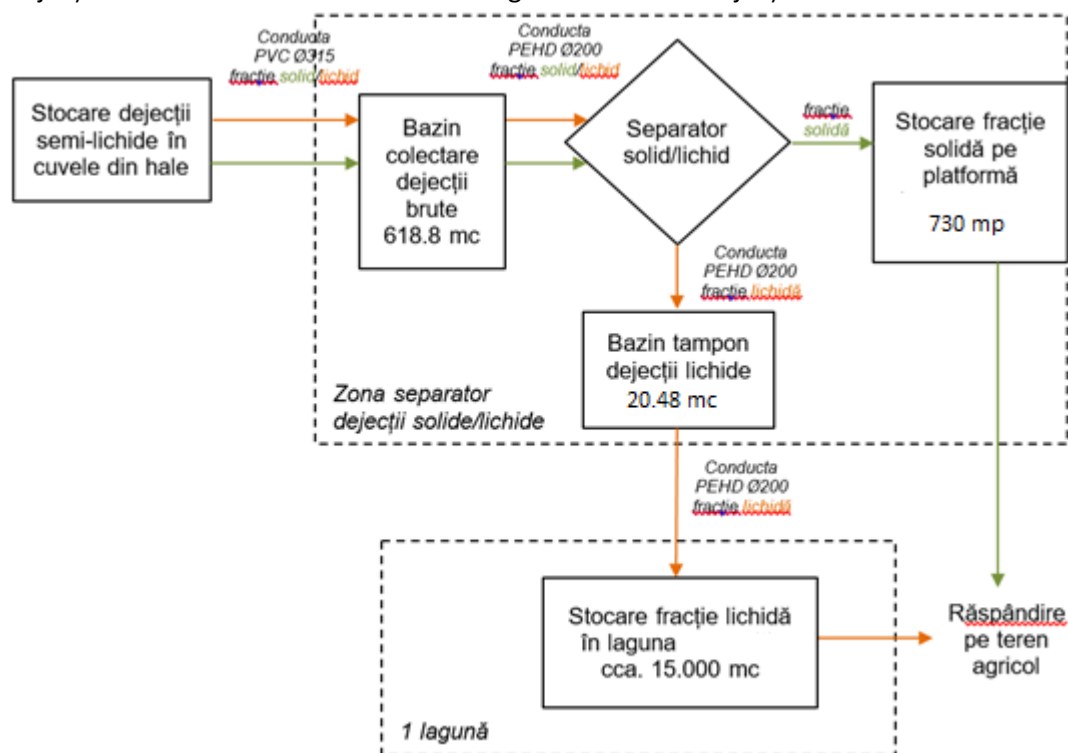 Conducta
PVC Ø315
fracție solid/lichid
Conducta
PEHD Ø200
fracție solid/lichid
Stocare dejecții
semi-lichide în
cuvele din hale
Bazin
colectare
dejecții
brute
618.8 mc
Separator
solid/lichid
fracție
solidă
Stocare fracție
solidă pe
platformă
730 mp
Conducta
PEHD Ø200
fracție lichidă
Bazin tampon
dejecții lichide
20.48 mc
Zona separator
dejecții solide/lichide
Conducta
PEHD Ø200
fracție lichidă
Stocare fracție lichidă
în laguna
cca. 15.000 mc
Răspândire
pe teren
agricol
1 lagună